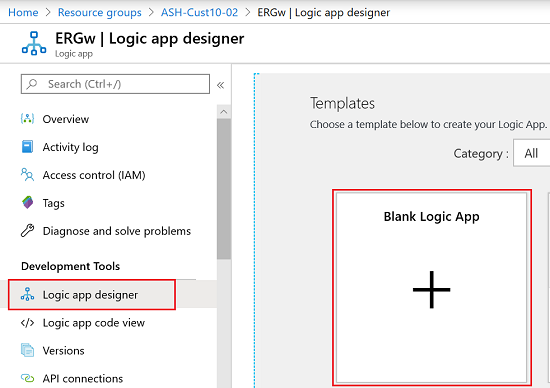 Home > Resource groups > ASH-Cust10-02 > ERGw | Logic app designer
ERGw | Logic app designer
Logic app
Search (Ctrl+/)
«
Overview
Activity log
Access control (IAM)
Tags
Diagnose and solve problems
Development Tools
Logic app designer
Logic app code view
Versions
API connections
Templates
Choose a template below to create your Logic App.
Category : All
Blank Logic App